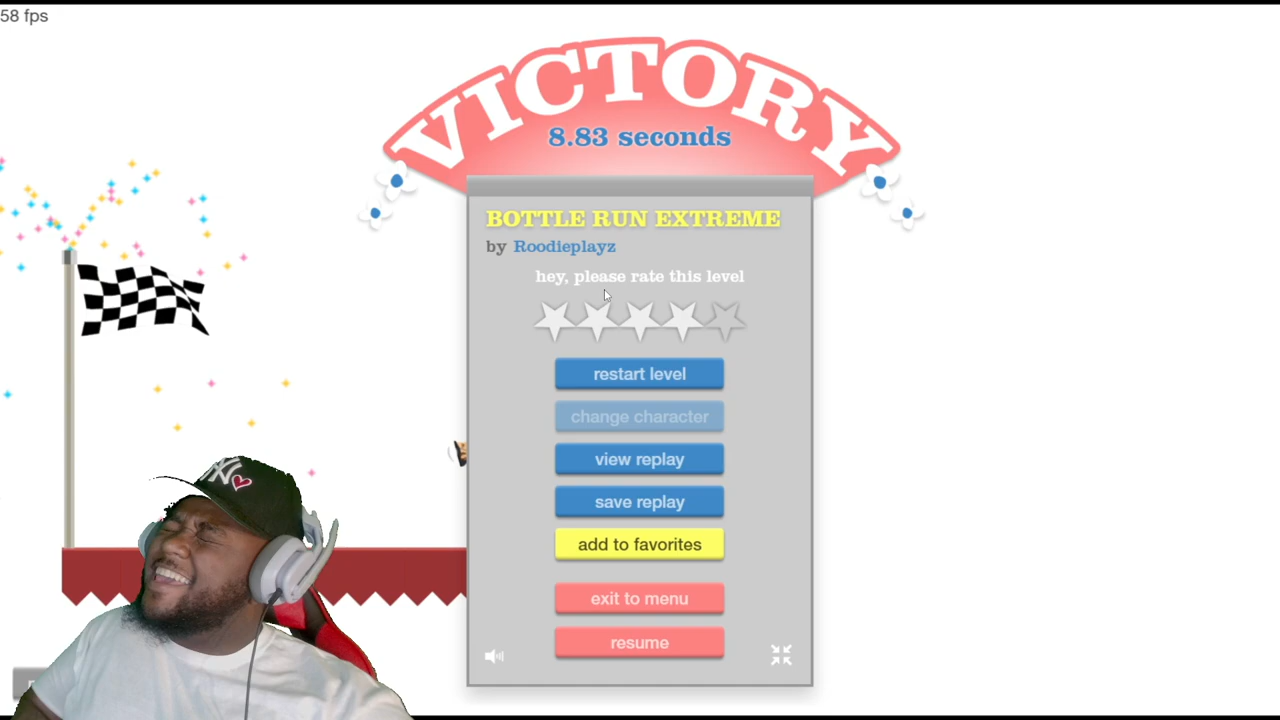 58 fps
VICTORY
8.83 seconds
BOTTLE RUN EXTREME
by Roodieplayz
hey, please rate this level
restart level
change character
view replay
save replay
add to favorites
exit to menu
resume
NY